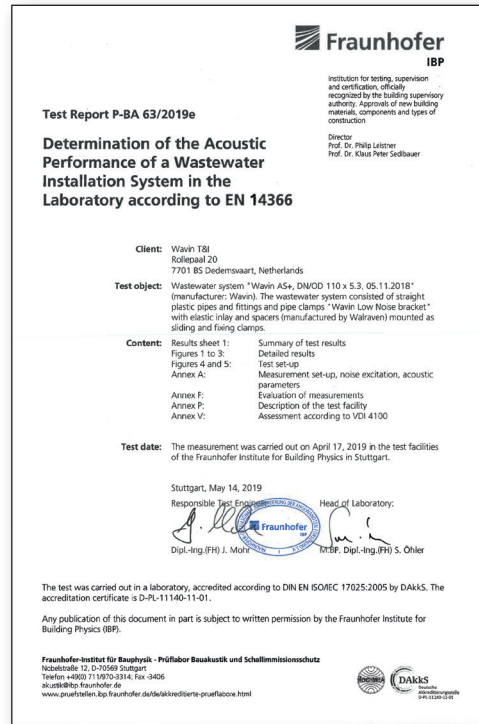 Fraunhofer
IBP
Institution for testing, supervision
and certification, officially
recognized by the building supervisory
authority. Approvals of new building
materials, components and types of
construction
Director
Prof. Dr. Philip Leistner
Prof. Dr. Klaus Peter Sedlbauer
Test Report P-BA 63/2019e
Determination of the Acoustic
Performance of a Wastewater
Installation System in the
Laboratory according to EN 14366
Client: Wavin T&I
Rollepaal 20
7701 BS Dedemsvaart, Netherlands
Test object: Wastewater system "Wavin AS+, DN/OD 110 x 5.3, 05.11.2018"
(manufacturer: Wavin). The wastewater system consisted of straight
plastic pipes and fittings and pipe clamps "Wavin Low Noise bracket"
with elastic inlay and spacers (manufactured by Walraven) mounted as
sliding and fixing clamps.
Content: Results sheet 1: Summary of test results
Figures 1 to 3: Detailed results
Figures 4 and 5: Test set-up
Annex A: Measurement set-up, noise excitation, acoustic
parameters
Annex F: Evaluation of measurements
Annex P: Description of the test facility
Annex V: Assessment according to VDI 4100
Test date: The measurement was carried out on April 17, 2019 in the test facilities
of the Fraunhofer Institute for Building Physics in Stuttgart.
Stuttgart, May 14, 2019
Responsible Test Engineer: Head of Laboratory:
Fraunhofer
IBP
Dipl.-Ing.(FH) J. Mohr M.BP. Dipl.-Ing.(FH) S. Öhler
The test was carried out in a laboratory, accredited according to DIN EN ISO/IEC 17025:2005 by DAkkS. The
accreditation certificate is D-PL-11140-11-01.
Any publication of this document in part is subject to written permission by the Fraunhofer Institute for
Building Physics (IBP).
Fraunhofer-Institut für Bauphysik - Prüflabor Bauakustik und Schallimmissionsschutz
Nobelstraße 12, D-70569 Stuttgart
Telefon +49(0) 711/970-3314; Fax -3406
akustik@ibp.fraunhofer.de
www.pruefstellen.ibp.fraunhofer.de/de/akkreditierte-prueflabore.html
DAkkS
Deutsche
Akkreditierungsstelle
D-PL-11140-11-01